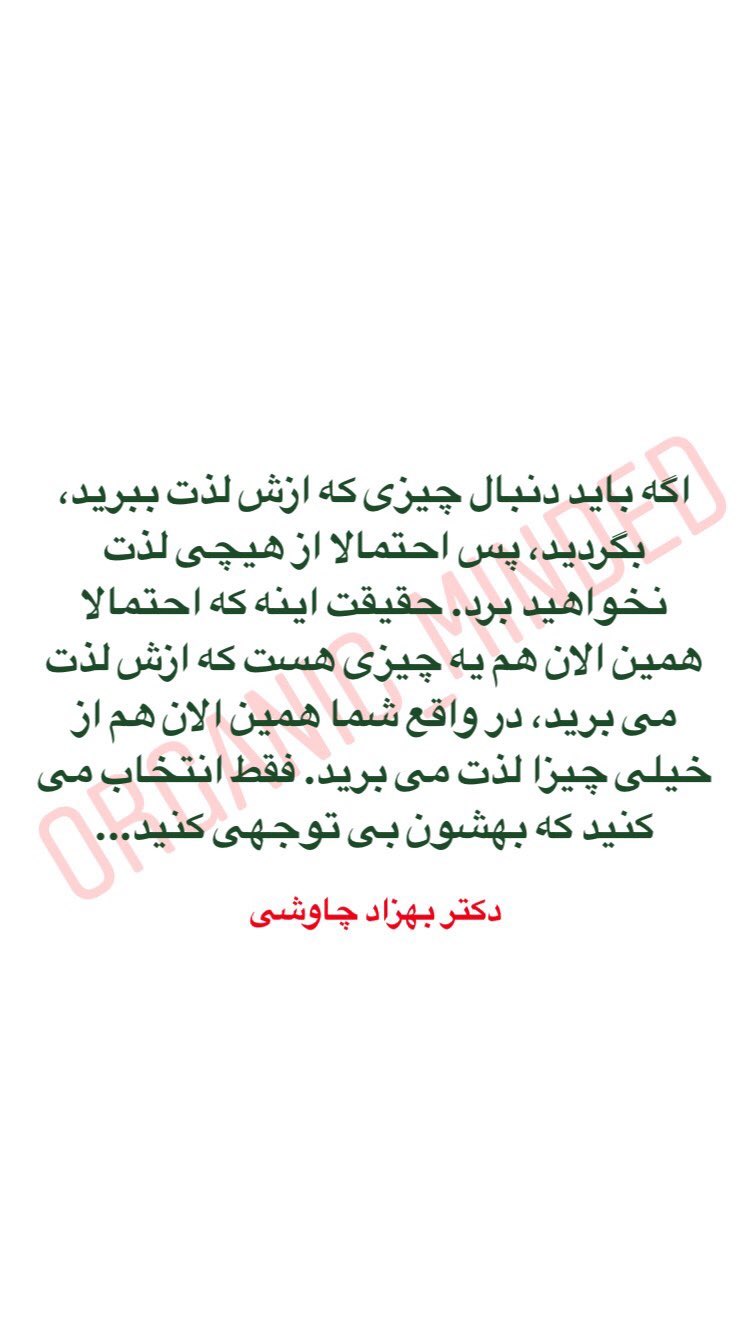 اگه باید دنبال چیزی که ازش لذت ببرید،
بگردید، پس احتمالا از هیچی لذت
نخواهید برد. حقیقت اینه که احتمالا
همین الان هم یه چیزی هست که ازش لذت
می برید، در واقع شما همین الان هم از
خیلی چیزا لذت می برید. فقط انتخاب می
کنید که بهشون بی توجهی کنید...
دکتر بهزاد چاوشی
ORGANIC_MINDED